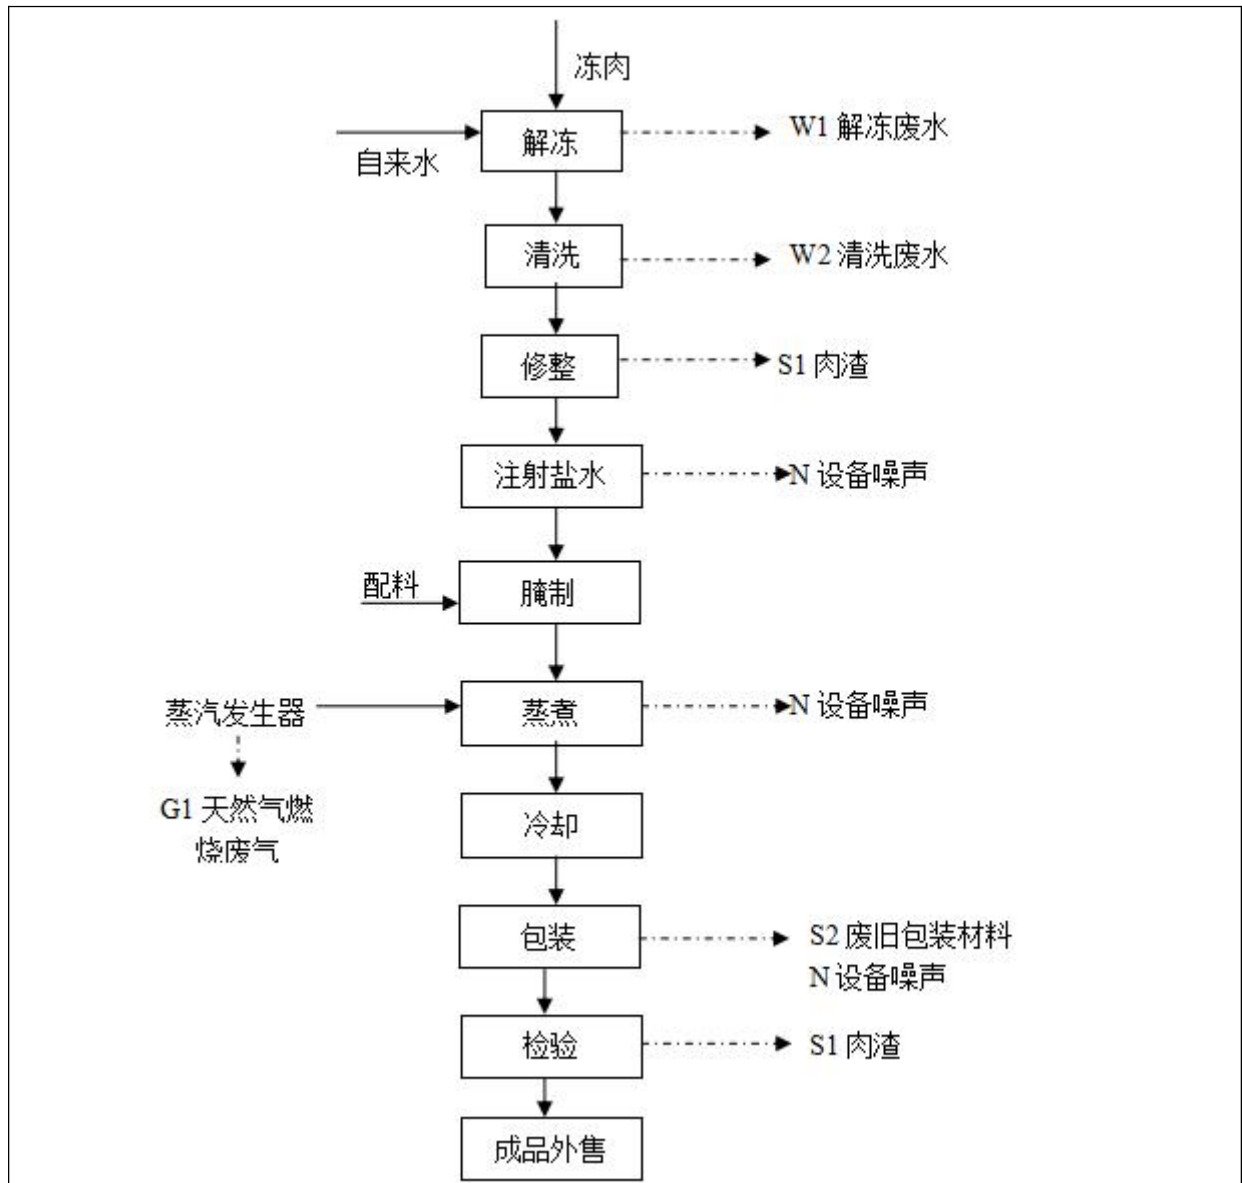 冻肉
自来水
解冻
W1 解冻废水
清洗
W2 清洗废水
修整
S1 肉渣
注射盐水
N 设备噪声
配料
腌制
蒸汽发生器
蒸煮
N 设备噪声
G1 天然气燃
烧废气
冷却
包装
S2 废旧包装材料
N 设备噪声
检验
S1 肉渣
成品外售